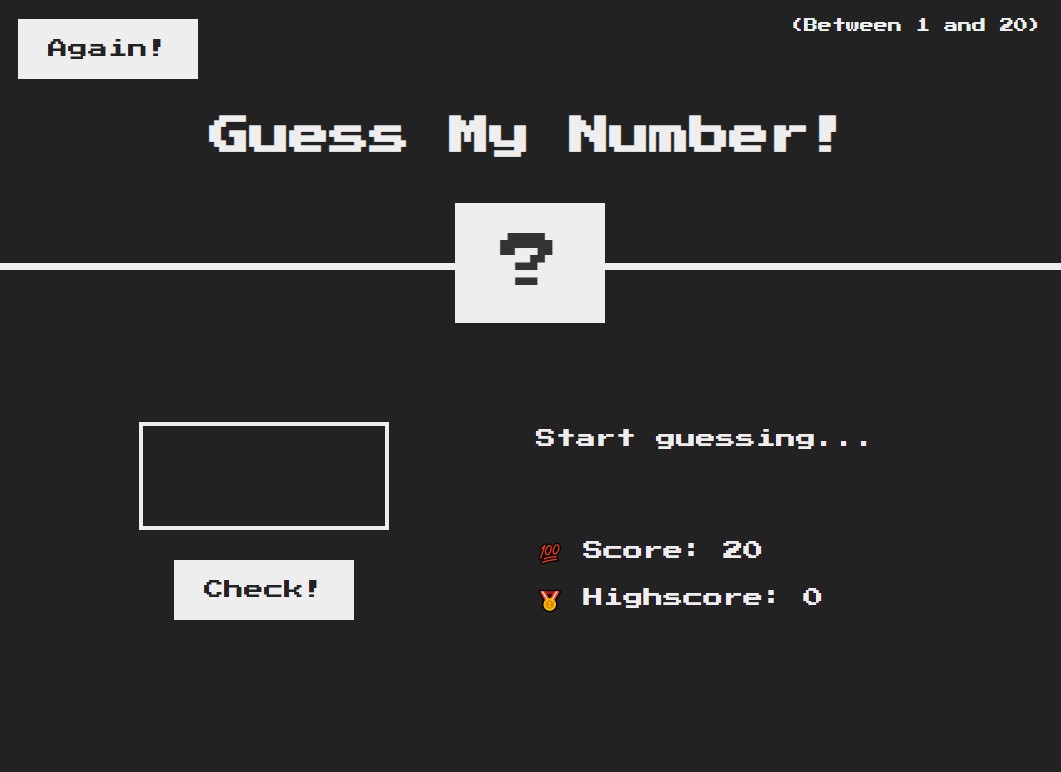 Again!
(Between 1 and 20)
Guess My Number!
?
Start guessing...
💯 Score: 20
Check!
🥇 Highscore: 0